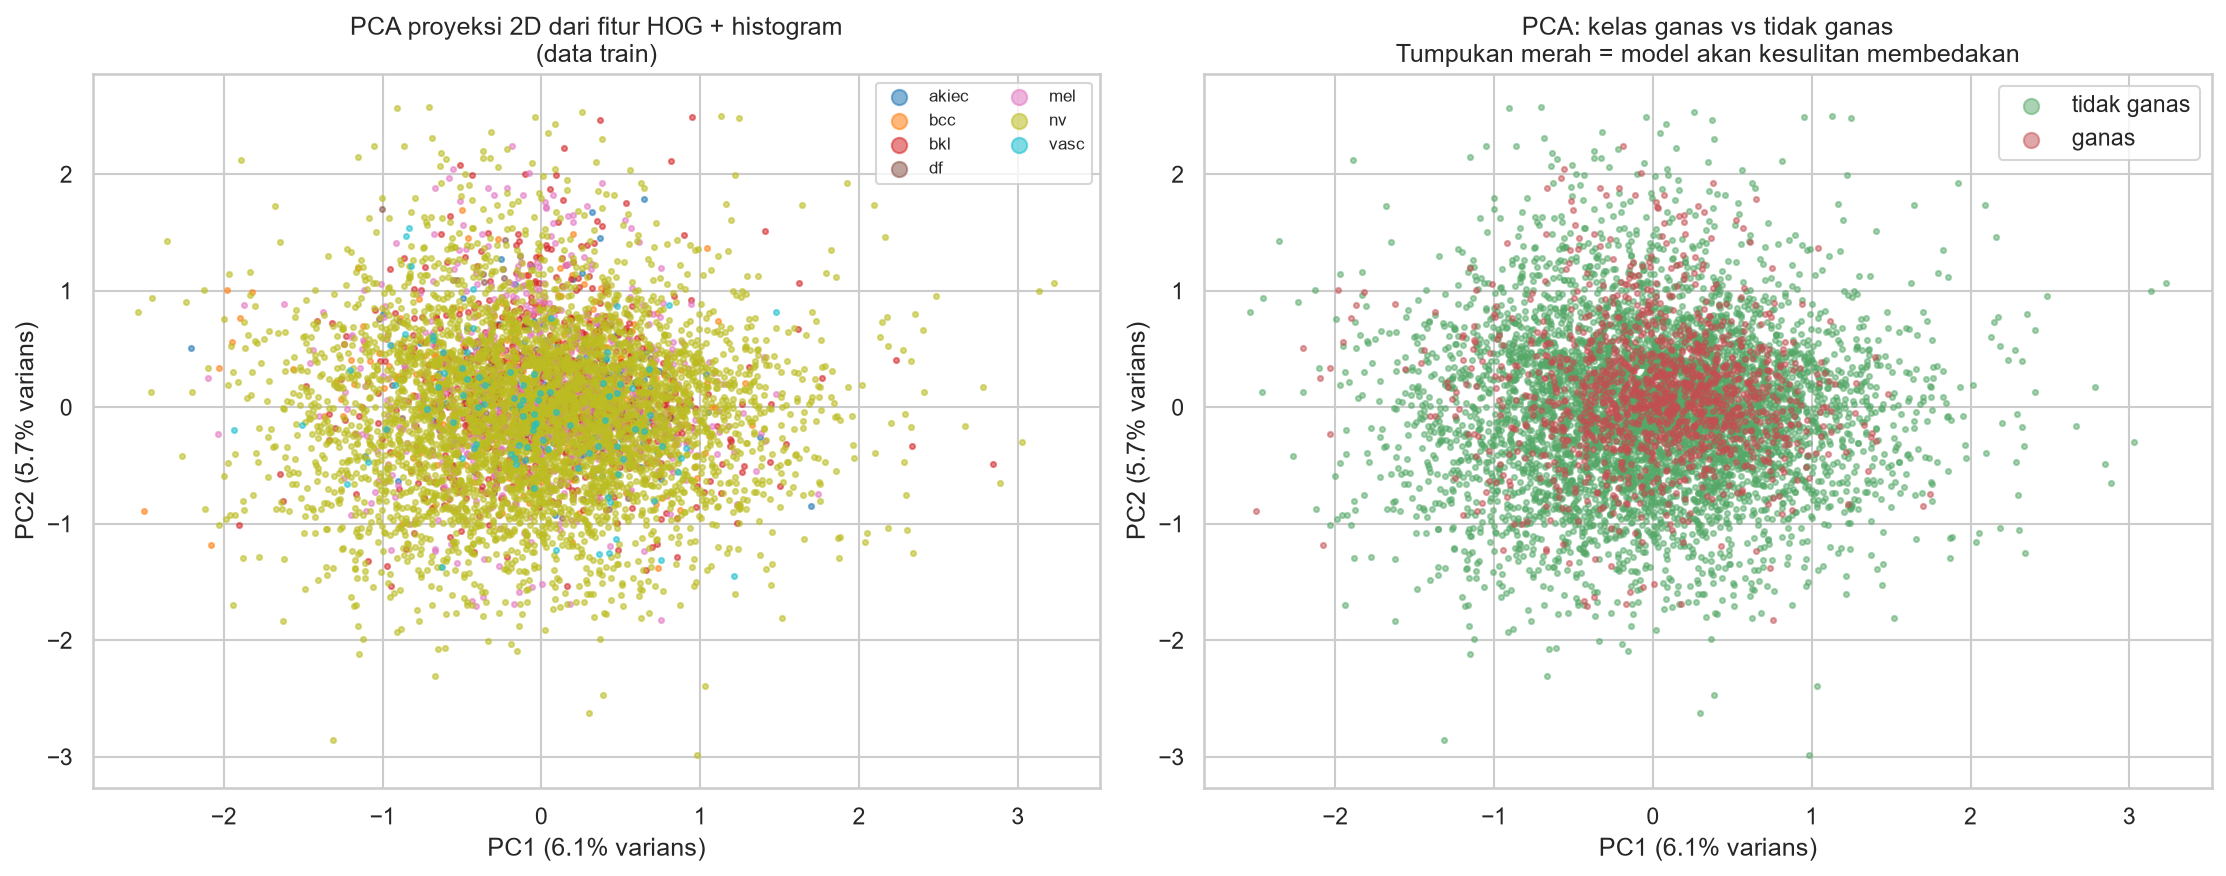 PCA proyeksi 2D dari fitur HOG + histogram
(data train)
akiec
bcc
bkl
df
mel
nv
vasc
2
1
0
−1
−2
−3
PC2 (5.7% varians)
−2
−1
0
1
2
3
PC1 (6.1% varians)
PCA: kelas ganas vs tidak ganas
Tumpukan merah = model akan kesulitan membedakan
tidak ganas
ganas
2
1
0
−1
−2
−3
PC2 (5.7% varians)
−2
−1
0
1
2
3
PC1 (6.1% varians)